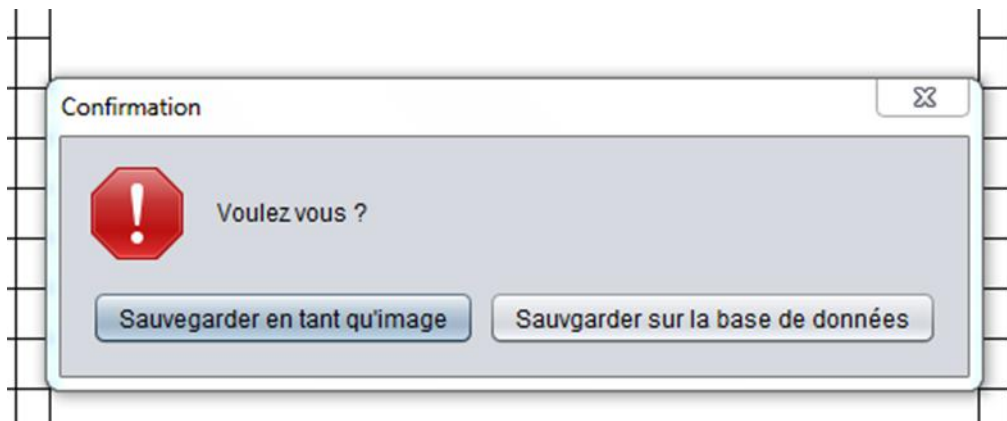 Confirmation
Voulez vous ?
Sauvegarder en tant qu'image
Sauvgarder sur la base de données